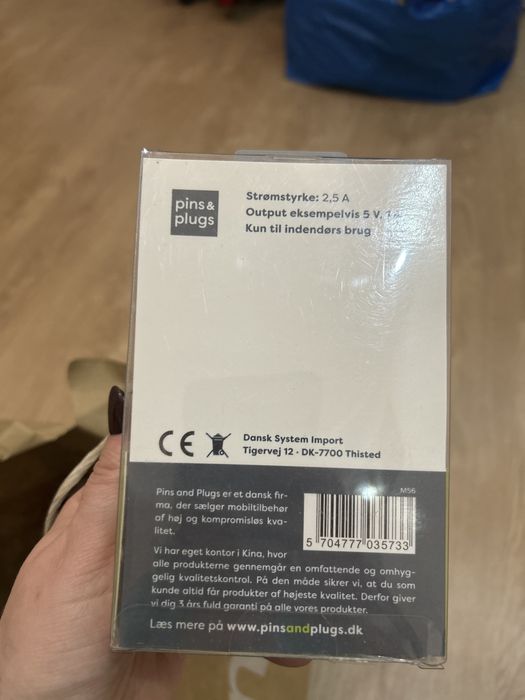 pins&
plugs
Strømstyrke: 2,5 A
Output eksempelvis 5 V,
Kun til indendørs brug
CE
Dansk System Import
Tigervej 12 · DK-7700 Thisted
M56
Pins and Plugs er et dansk fir-
ma, der sælger mobiltilbehør
af høj og kompromisløs kva-
litet.
5 704777 035733
Vi har eget kontor i Kina, hvor
alle produkterne gennemgår en omfattende og omhyg-
gelig kvalitetskontrol. På den måde sikrer vi, at du som
kunde altid får produkter af højeste kvalitet. Derfor giver
vi dig 3 års fuld garanti på alle vores produkter.
Læs mere på www.pinsandplugs.dk